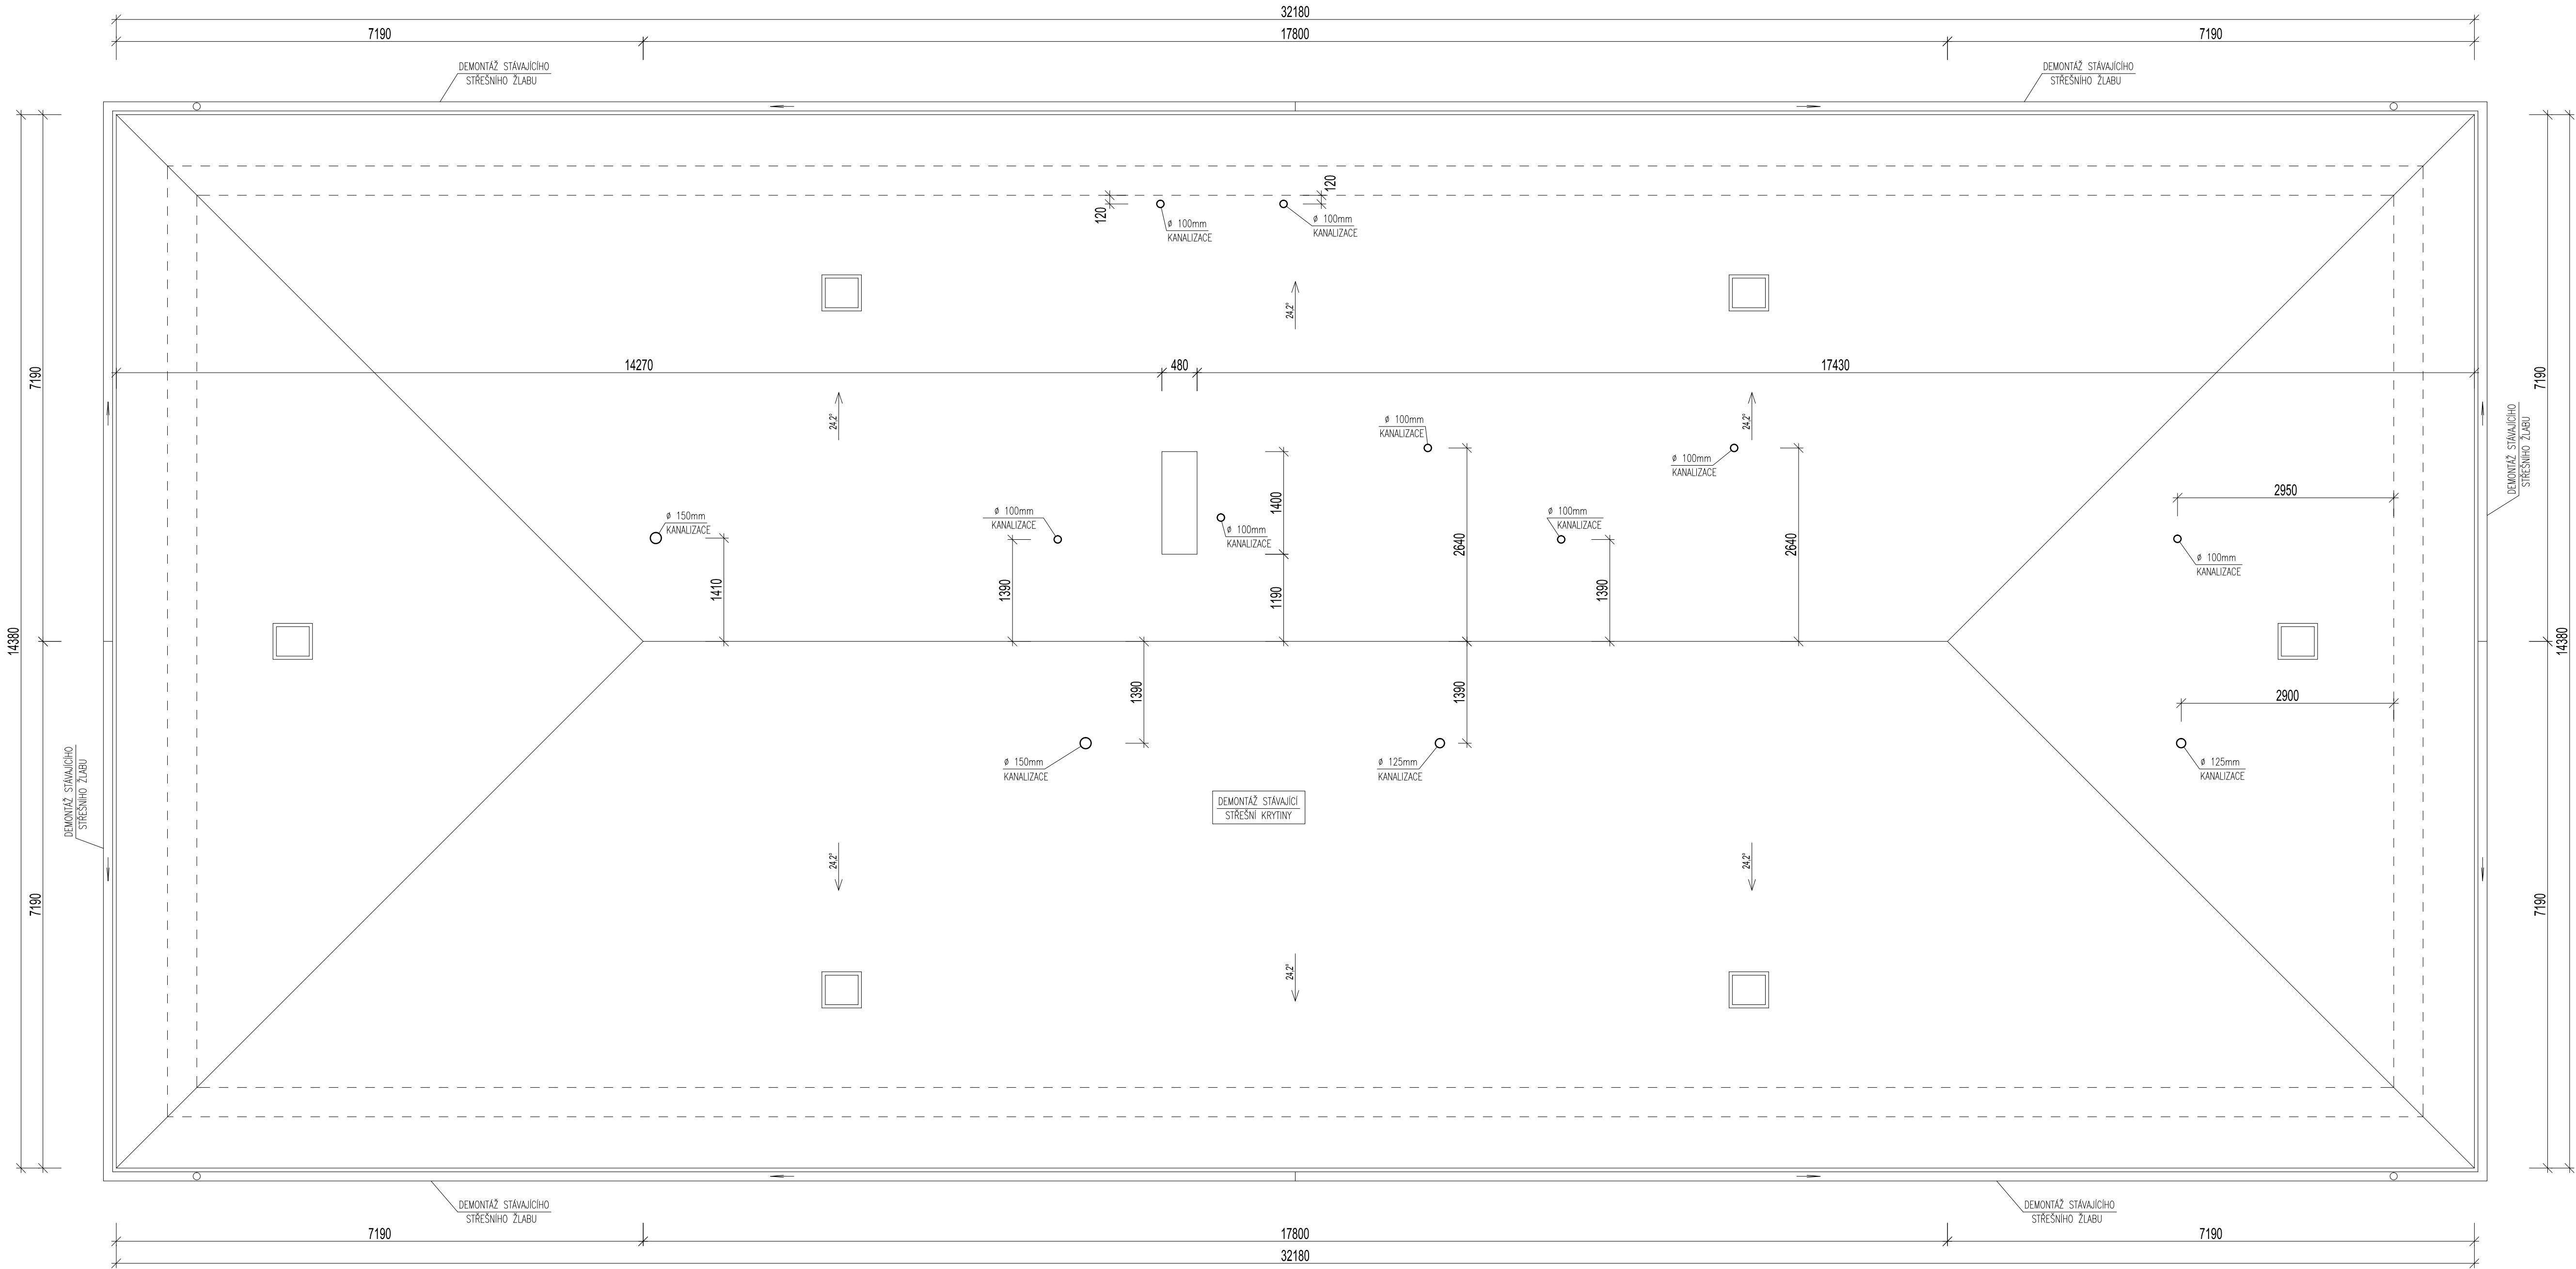 32180
7190
17800
7190
DEMONTÁŽ STÁVAJÍCÍHO
STŘEŠNÍHO ŽLABU
DEMONTÁŽ STÁVAJÍCÍHO
STŘEŠNÍHO ŽLABU
120
120
ø 100mm
KANALIZACE
ø 100mm
KANALIZACE
24,2°
14270
480
17430
7190
7190
24,2°
24,2°
ø 100mm
KANALIZACE
ø 100mm
KANALIZACE
DEMONTÁŽ STÁVAJÍCÍHO
STŘEŠNÍHO ŽLABU
2950
1400
ø 150mm
KANALIZACE
ø 100mm
KANALIZACE
ø 100mm
KANALIZACE
ø 100mm
KANALIZACE
2640
2640
ø 100mm
KANALIZACE
1410
1390
1190
1390
14380
14380
1390
1390
2900
ø 150mm
KANALIZACE
ø 125mm
KANALIZACE
ø 125mm
KANALIZACE
DEMONTÁŽ STÁVAJÍCÍHO
STŘEŠNÍHO ŽLABU
DEMONTÁŽ STÁVAJÍCÍ
STŘEŠNÍ KRYTINY
24,2°
24,2°
7190
7190
24,2°
DEMONTÁŽ STÁVAJÍCÍHO
STŘEŠNÍHO ŽLABU
DEMONTÁŽ STÁVAJÍCÍHO
STŘEŠNÍHO ŽLABU
7190
17800
7190
32180